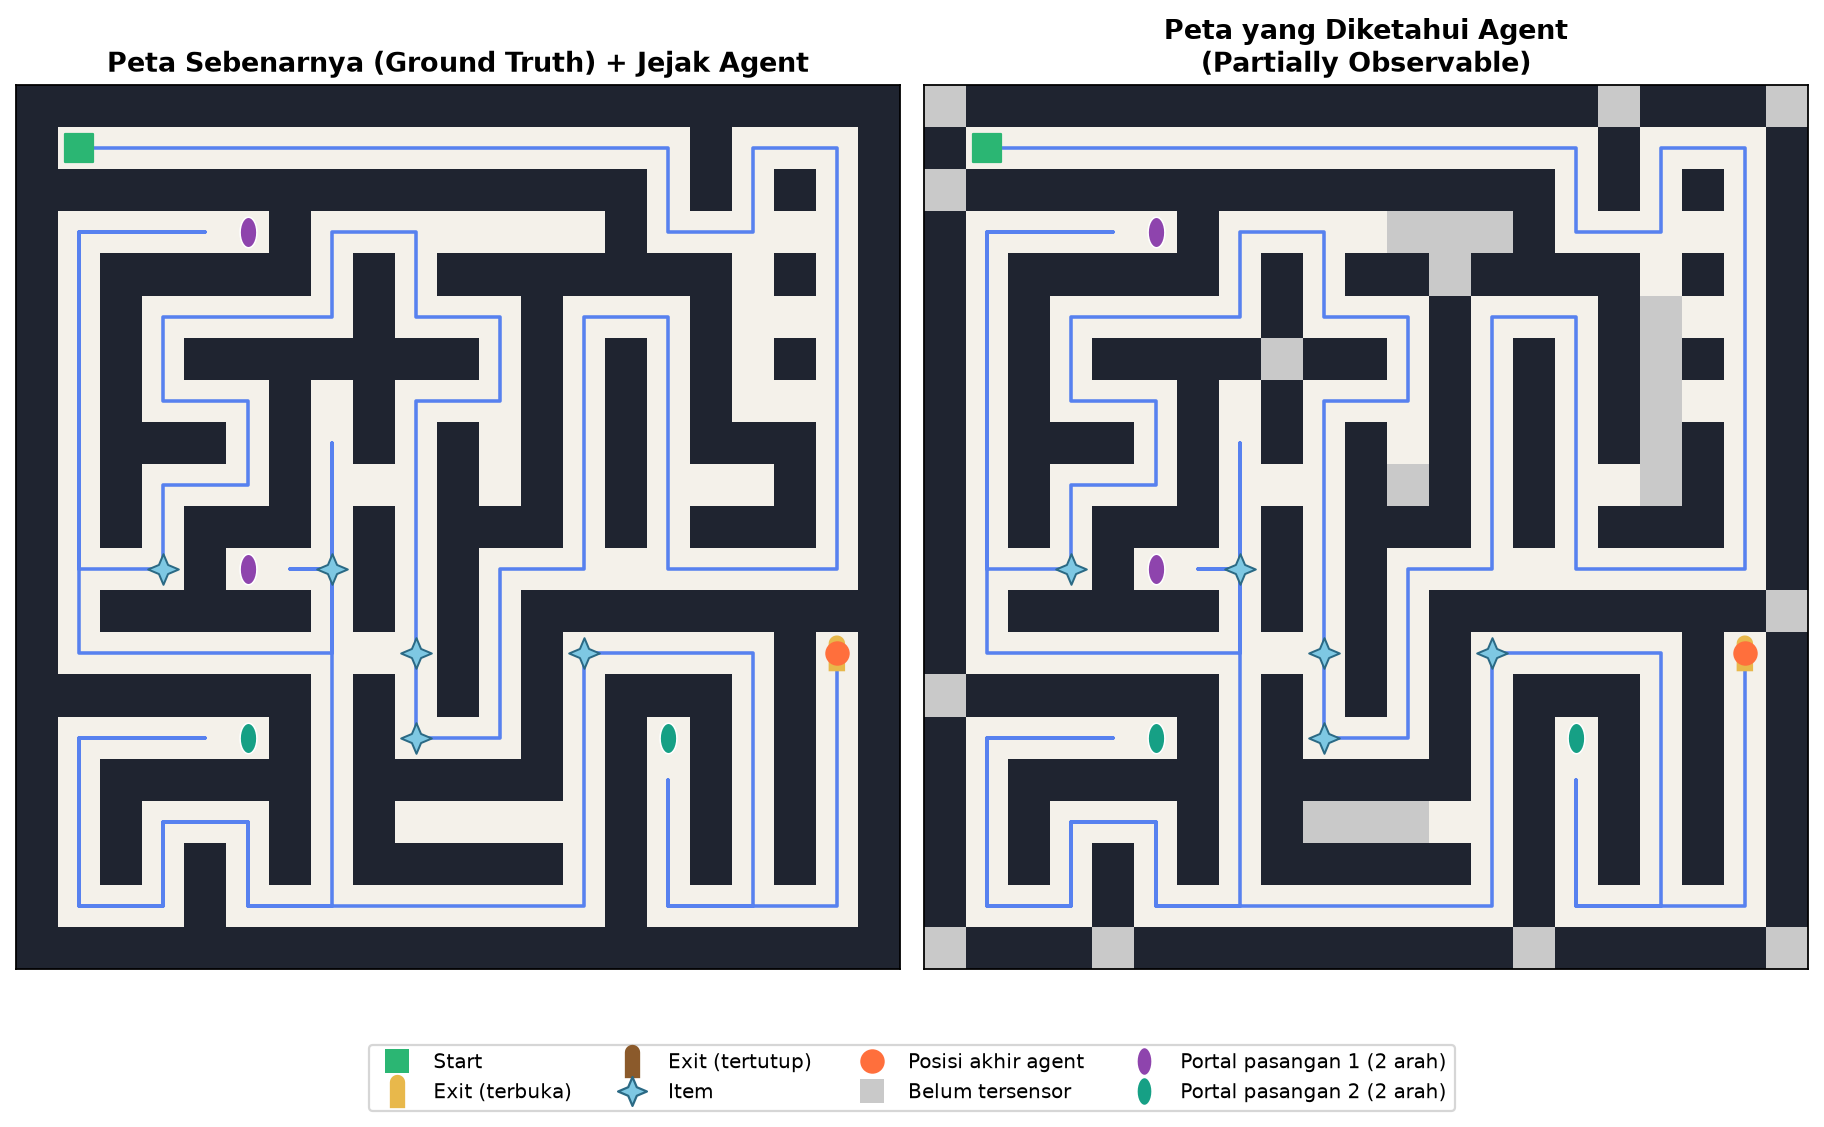 Peta Sebenarnya (Ground Truth) + Jejak Agent
Peta yang Diketahui Agent
(Partially Observable)
Start
Exit (terbuka)
Exit (tertutup)
Item
Posisi akhir agent
Belum tersensor
Portal pasangan 1 (2 arah)
Portal pasangan 2 (2 arah)